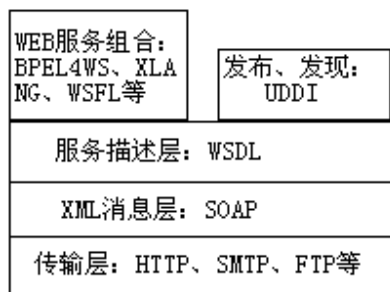 WEB服务组合：
BPEL4WS、XLA
NG、WSFL等
发布、发现：
UDDI
服务描述层：WSDL
XML消息层：SOAP
传输层：HTTP、SMTP、FTP等